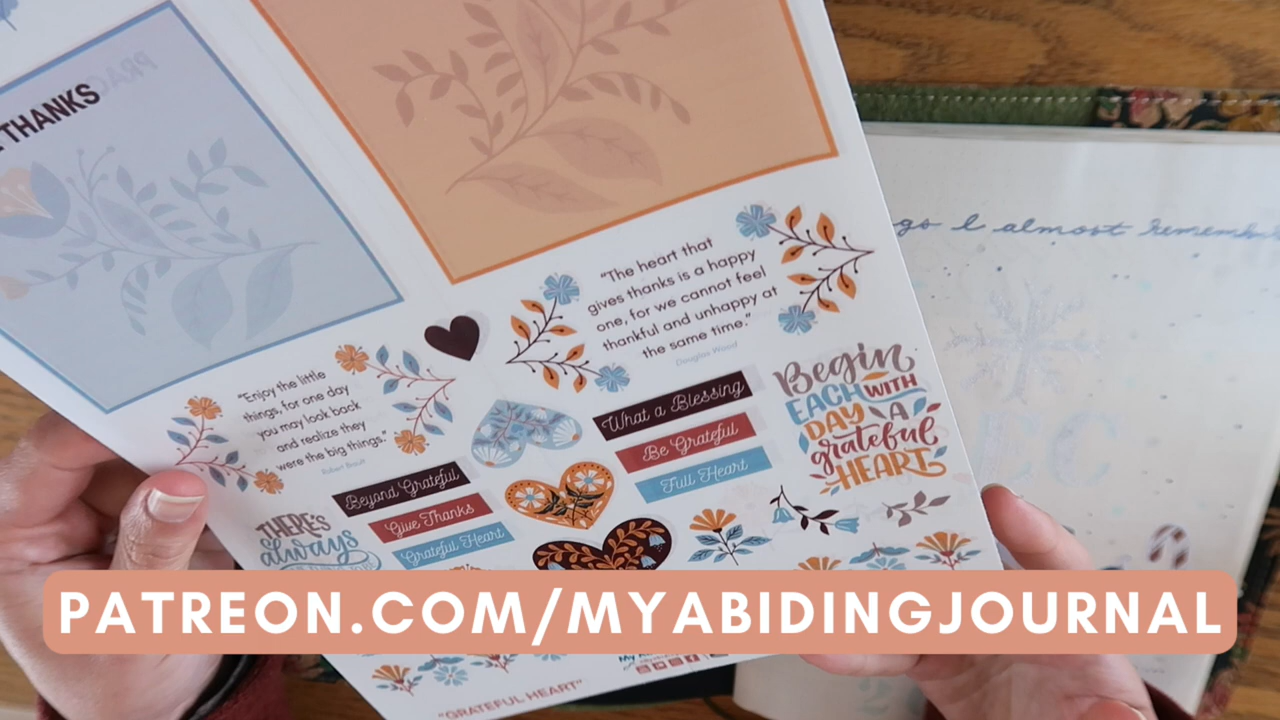 THANKS
"The heart that
gives thanks is a happy
one, for we cannot feel
thankful and unhappy at
the same time."
Douglas Wood
go I almost
"Enjoy the little
things, for one day
you may look back
and realize they
were the big things."
Robert Brault
What a Blessing
Be Grateful
Full Heart
Begin
EACH WITH
DAY A
grateful
HEART
Beyond Grateful
Give Thanks
Grateful Heart
THERE'S
always
PATREON.COM/MYABIDINGJOURNAL
"GRATEFUL HEART"